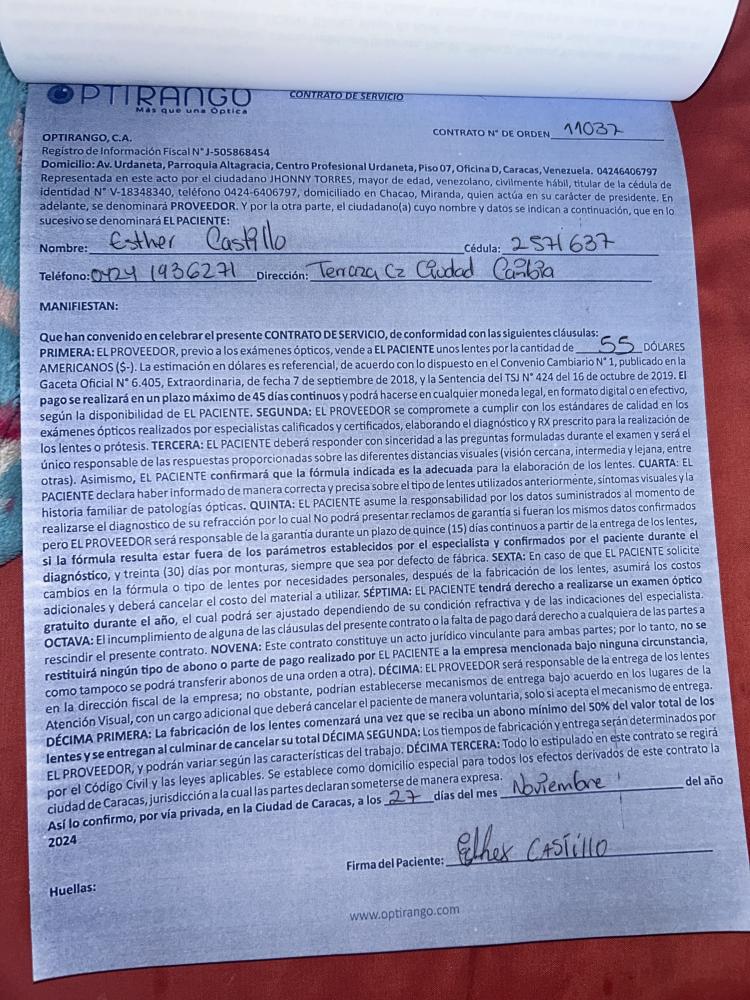 OPTIRANGO
Más que una Óptica
CONTRATO DE SERVICIO
CONTRATO N° DE ORDEN 11037
OPTIRANGO, C.A.
Registro de Información Fiscal N° J-505868454
Domicilio: Av. Urdaneta, Parroquia Altagracia, Centro Profesional Urdaneta, Piso 07, Oficina D, Caracas, Venezuela. 04246406797
Representada en este acto por el ciudadano JHONNY TORRES, mayor de edad, venezolano, civilmente hábil, titular de la cédula de
identidad N° V-18348340, teléfono 0424-6406797, domiciliado en Chacao, Miranda, quien actúa en su carácter de presidente. En
adelante, se denominará PROVEEDOR. Y por la otra parte, el ciudadano(a) cuyo nombre y datos se indican a continuación, que en lo
sucesivo se denominará EL PACIENTE:
Nombre: Esther Castillo Cédula: 2571637
Teléfono: 0424 1936271 Dirección: Terraza C2 Ciudad Caribia
MANIFIESTAN:
Que han convenido en celebrar el presente CONTRATO DE SERVICIO, de conformidad con las siguientes cláusulas:
PRIMERA: EL PROVEEDOR, previo a los exámenes ópticos, vende a EL PACIENTE unos lentes por la cantidad de 55 DÓLARES
AMERICANOS ($-). La estimación en dólares es referencial, de acuerdo con lo dispuesto en el Convenio Cambiario N° 1, publicado en la
Gaceta Oficial N° 6.405, Extraordinaria, de fecha 7 de septiembre de 2018, y la Sentencia del TSJ N° 424 del 16 de octubre de 2019. El
pago se realizará en un plazo máximo de 45 días continuos y podrá hacerse en cualquier moneda legal, en formato digital o en efectivo,
según la disponibilidad de EL PACIENTE. SEGUNDA: EL PROVEEDOR se compromete a cumplir con los estándares de calidad en los
exámenes ópticos realizados por especialistas calificados y certificados, elaborando el diagnóstico y RX prescrito para la realización de
los lentes o prótesis. TERCERA: EL PACIENTE deberá responder con sinceridad a las preguntas formuladas durante el examen y será el
único responsable de las respuestas proporcionadas sobre las diferentes distancias visuales (visión cercana, intermedia y lejana, entre
otras). Asimismo, EL PACIENTE confirmará que la fórmula indicada es la adecuada para la elaboración de los lentes. CUARTA: EL
PACIENTE declara haber informado de manera correcta y precisa sobre el tipo de lentes utilizados anteriormente, síntomas visuales y la
historia familiar de patologías ópticas. QUINTA: EL PACIENTE asume la responsabilidad por los datos suministrados al momento de
realizarse el diagnostico de su refracción por lo cual No podrá presentar reclamos de garantía si fueran los mismos datos confirmados
pero EL PROVEEDOR será responsable de la garantía durante un plazo de quince (15) días continuos a partir de la entrega de los lentes,
si la fórmula resulta estar fuera de los parámetros establecidos por el especialista y confirmados por el paciente durante el
diagnóstico, y treinta (30) días por monturas, siempre que sea por defecto de fábrica. SEXTA: En caso de que EL PACIENTE solicite
cambios en la fórmula o tipo de lentes por necesidades personales, después de la fabricación de los lentes, asumirá los costos
adicionales y deberá cancelar el costo del material a utilizar. SÉPTIMA: EL PACIENTE tendrá derecho a realizarse un examen óptico
gratuito durante el año, el cual podrá ser ajustado dependiendo de su condición refractiva y de las indicaciones del especialista.
OCTAVA: El incumplimiento de alguna de las cláusulas del presente contrato o la falta de pago dará derecho a cualquiera de las partes a
rescindir el presente contrato. NOVENA: Este contrato constituye un acto jurídico vinculante para ambas partes; por lo tanto, no se
restituirá ningún tipo de abono o parte de pago realizado por EL PACIENTE a la empresa mencionada bajo ninguna circunstancia,
como tampoco se podrá transferir abonos de una orden a otra). DÉCIMA: EL PROVEEDOR será responsable de la entrega de los lentes
en la dirección fiscal de la empresa; no obstante, podrían establecerse mecanismos de entrega bajo acuerdo en los lugares de la
Atención Visual, con un cargo adicional que deberá cancelar el paciente de manera voluntaria, solo si acepta el mecanismo de entrega.
DÉCIMA PRIMERA: La fabricación de los lentes comenzará una vez que se reciba un abono mínimo del 50% del valor total de los
lentes y se entregan al culminar de cancelar su total DÉCIMA SEGUNDA: Los tiempos de fabricación y entrega serán determinados por
EL PROVEEDOR, y podrán variar según las características del trabajo. DÉCIMA TERCERA: Todo lo estipulado en este contrato se regirá
por el Código Civil y las leyes aplicables. Se establece como domicilio especial para todos los efectos derivados de este contrato la
ciudad de Caracas, jurisdicción a la cual las partes declaran someterse de manera expresa.
Así lo confirmo, por vía privada, en la Ciudad de Caracas, a los 27 días del mes Noviembre del año
2024
Firma del Paciente: Esther CASTILLO
Huellas:
www.optirango.com